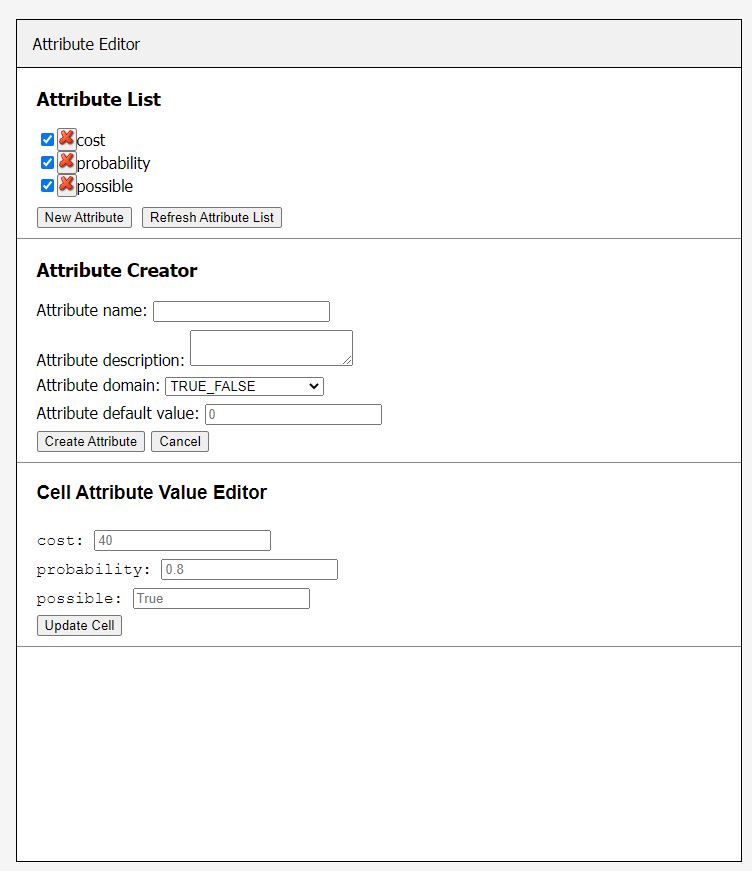 Attribute Editor
Attribute List
cost
probability
possible
New Attribute Refresh Attribute List
Attribute Creator
Attribute name:
Attribute description:
Attribute domain: TRUE_FALSE
Attribute default value: 0
Create Attribute Cancel
Cell Attribute Value Editor
cost: 40
probability: 0.8
possible: True
Update Cell